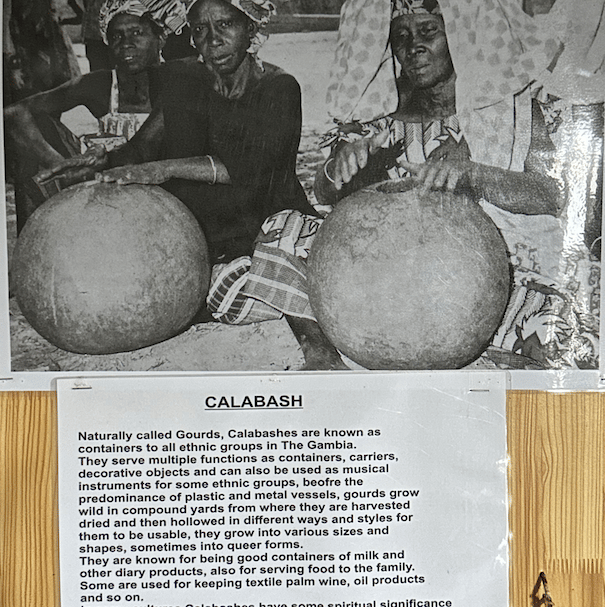 CALABASH
Naturally called Gourds, Calabashes are known as
containers to all ethnic groups in The Gambia.
They serve multiple functions as containers, carriers,
decorative objects and can also be used as musical
instruments for some ethnic groups, beofre the
predominance of plastic and metal vessels, gourds grow
wild in compound yards from where they are harvested
dried and then hollowed in different ways and styles for
them to be usable, they grow into various sizes and
shapes, sometimes into queer forms.
They are known for being good containers of milk and
other diary products, also for serving food to the family.
Some are used for keeping textile palm wine, oil products
and so on.
Calabashes have some spiritual significance